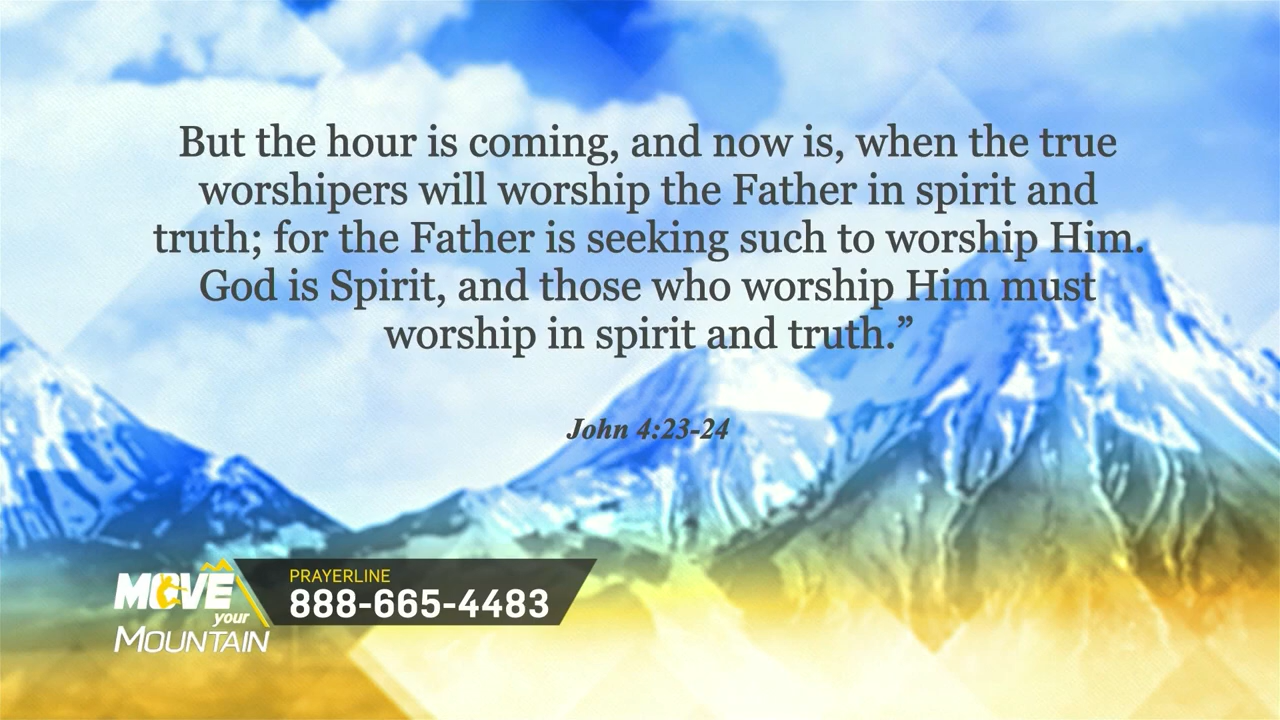 But the hour is coming, and now is, when the true
worshipers will worship the Father in spirit and
truth; for the Father is seeking such to worship Him.
God is Spirit, and those who worship Him must
worship in spirit and truth.”
John 4:23-24
MOVE
your
MOUNTAIN
PRAYERLINE
888-665-4483